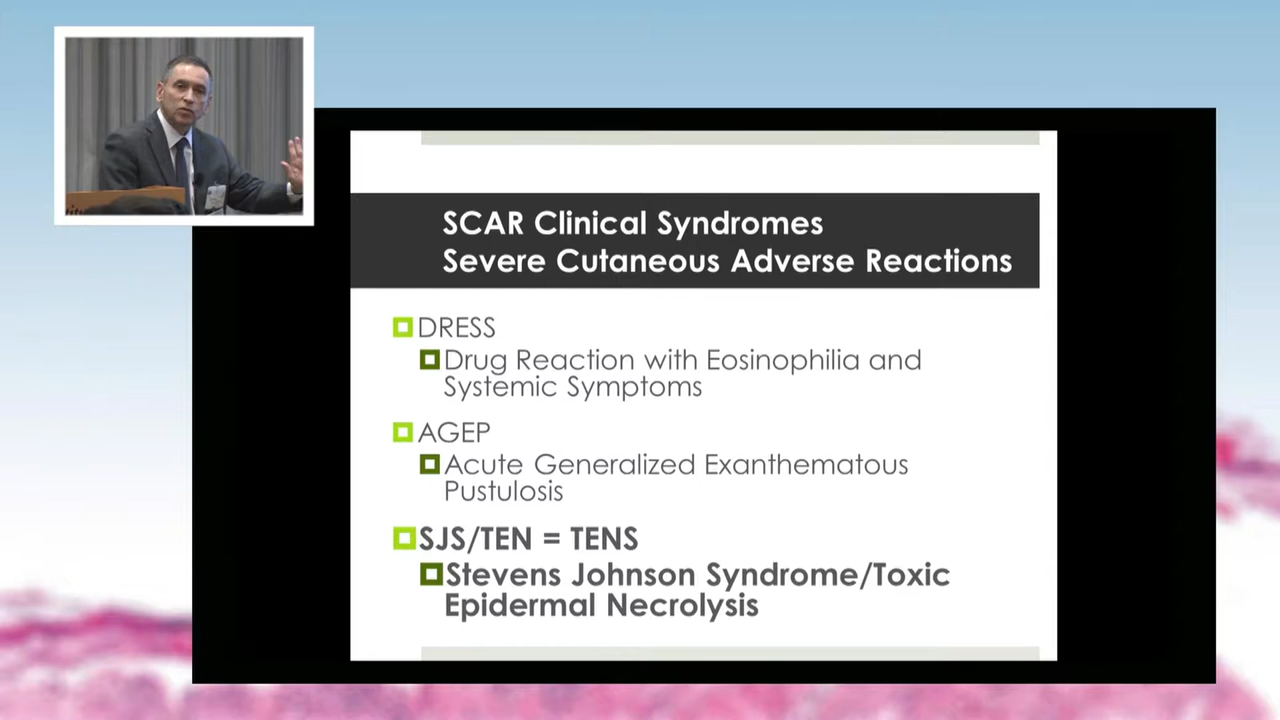 SCAR Clinical Syndromes
Severe Cutaneous Adverse Reactions
DRESS
Drug Reaction with Eosinophilia and
Systemic Symptoms
AGEP
Acute Generalized Exanthematous
Pustulosis
SJS/TEN = TENS
Stevens Johnson Syndrome/Toxic
Epidermal Necrolysis